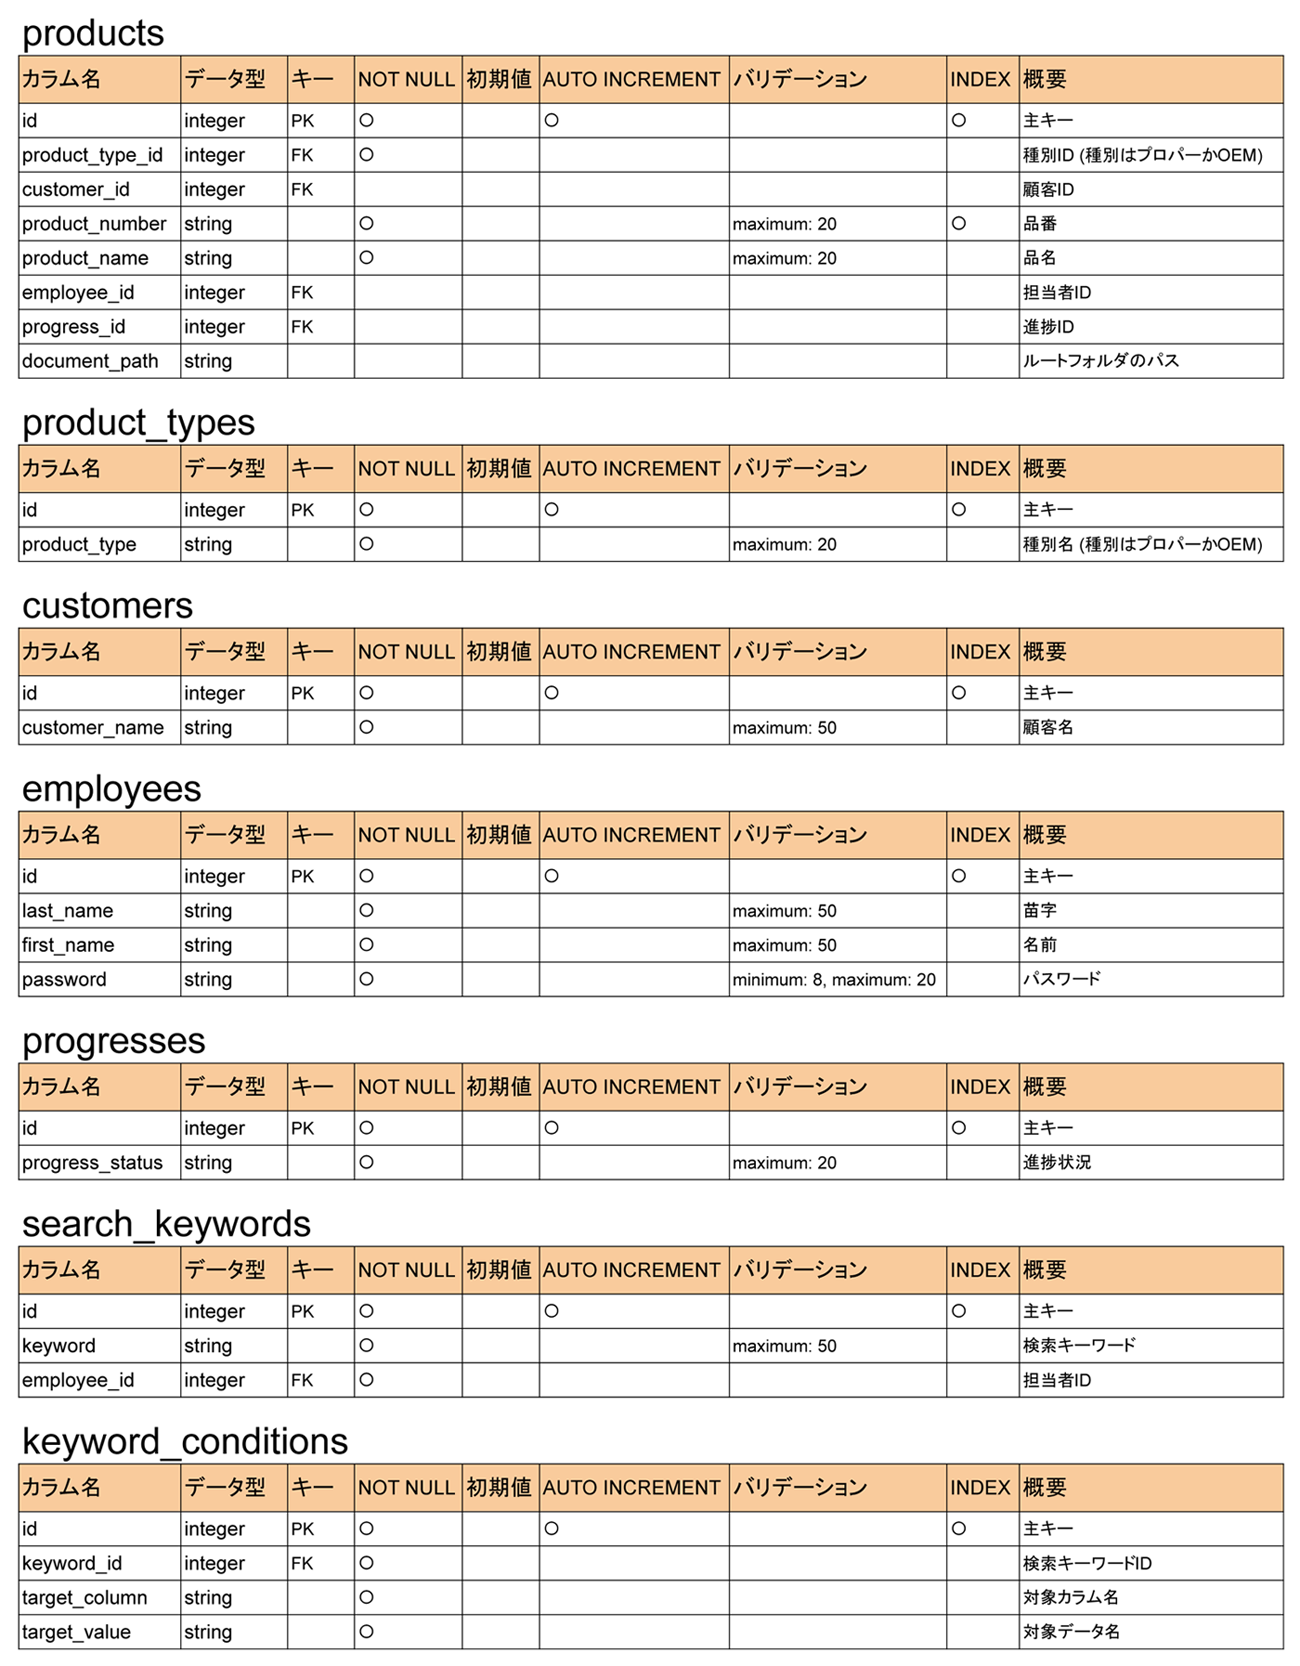 products
カラム名 データ型 キー NOT NULL 初期値 AUTO INCREMENT バリデーション INDEX 概要
id integer PK ○ ○ ○ 主キー
product_type_id integer FK ○ 種別ID (種別はプロパーかOEM)
customer_id integer FK 顧客ID
product_number string ○ maximum: 20 ○ 品番
product_name string ○ maximum: 20 品名
employee_id integer FK 担当者ID
progress_id integer FK 進捗ID
document_path string ルートフォルダのパス
product_types
カラム名 データ型 キー NOT NULL 初期値 AUTO INCREMENT バリデーション INDEX 概要
id integer PK ○ ○ ○ 主キー
product_type string ○ maximum: 20 種別名 (種別はプロパーかOEM)
customers
カラム名 データ型 キー NOT NULL 初期値 AUTO INCREMENT バリデーション INDEX 概要
id integer PK ○ ○ ○ 主キー
customer_name string ○ maximum: 50 顧客名
employees
カラム名 データ型 キー NOT NULL 初期値 AUTO INCREMENT バリデーション INDEX 概要
id integer PK ○ ○ ○ 主キー
last_name string ○ maximum: 50 苗字
first_name string ○ maximum: 50 名前
password string ○ minimum: 8, maximum: 20 パスワード
progresses
カラム名 データ型 キー NOT NULL 初期値 AUTO INCREMENT バリデーション INDEX 概要
id integer PK ○ ○ ○ 主キー
progress_status string ○ maximum: 20 進捗状況
search_keywords
カラム名 データ型 キー NOT NULL 初期値 AUTO INCREMENT バリデーション INDEX 概要
id integer PK ○ ○ ○ 主キー
keyword string ○ maximum: 50 検索キーワード
employee_id integer FK ○ 担当者ID
keyword_conditions
カラム名 データ型 キー NOT NULL 初期値 AUTO INCREMENT バリデーション INDEX 概要
id integer PK ○ ○ ○ 主キー
keyword_id integer FK ○ 検索キーワードID
target_column string ○ 対象カラム名
target_value string ○ 対象データ名